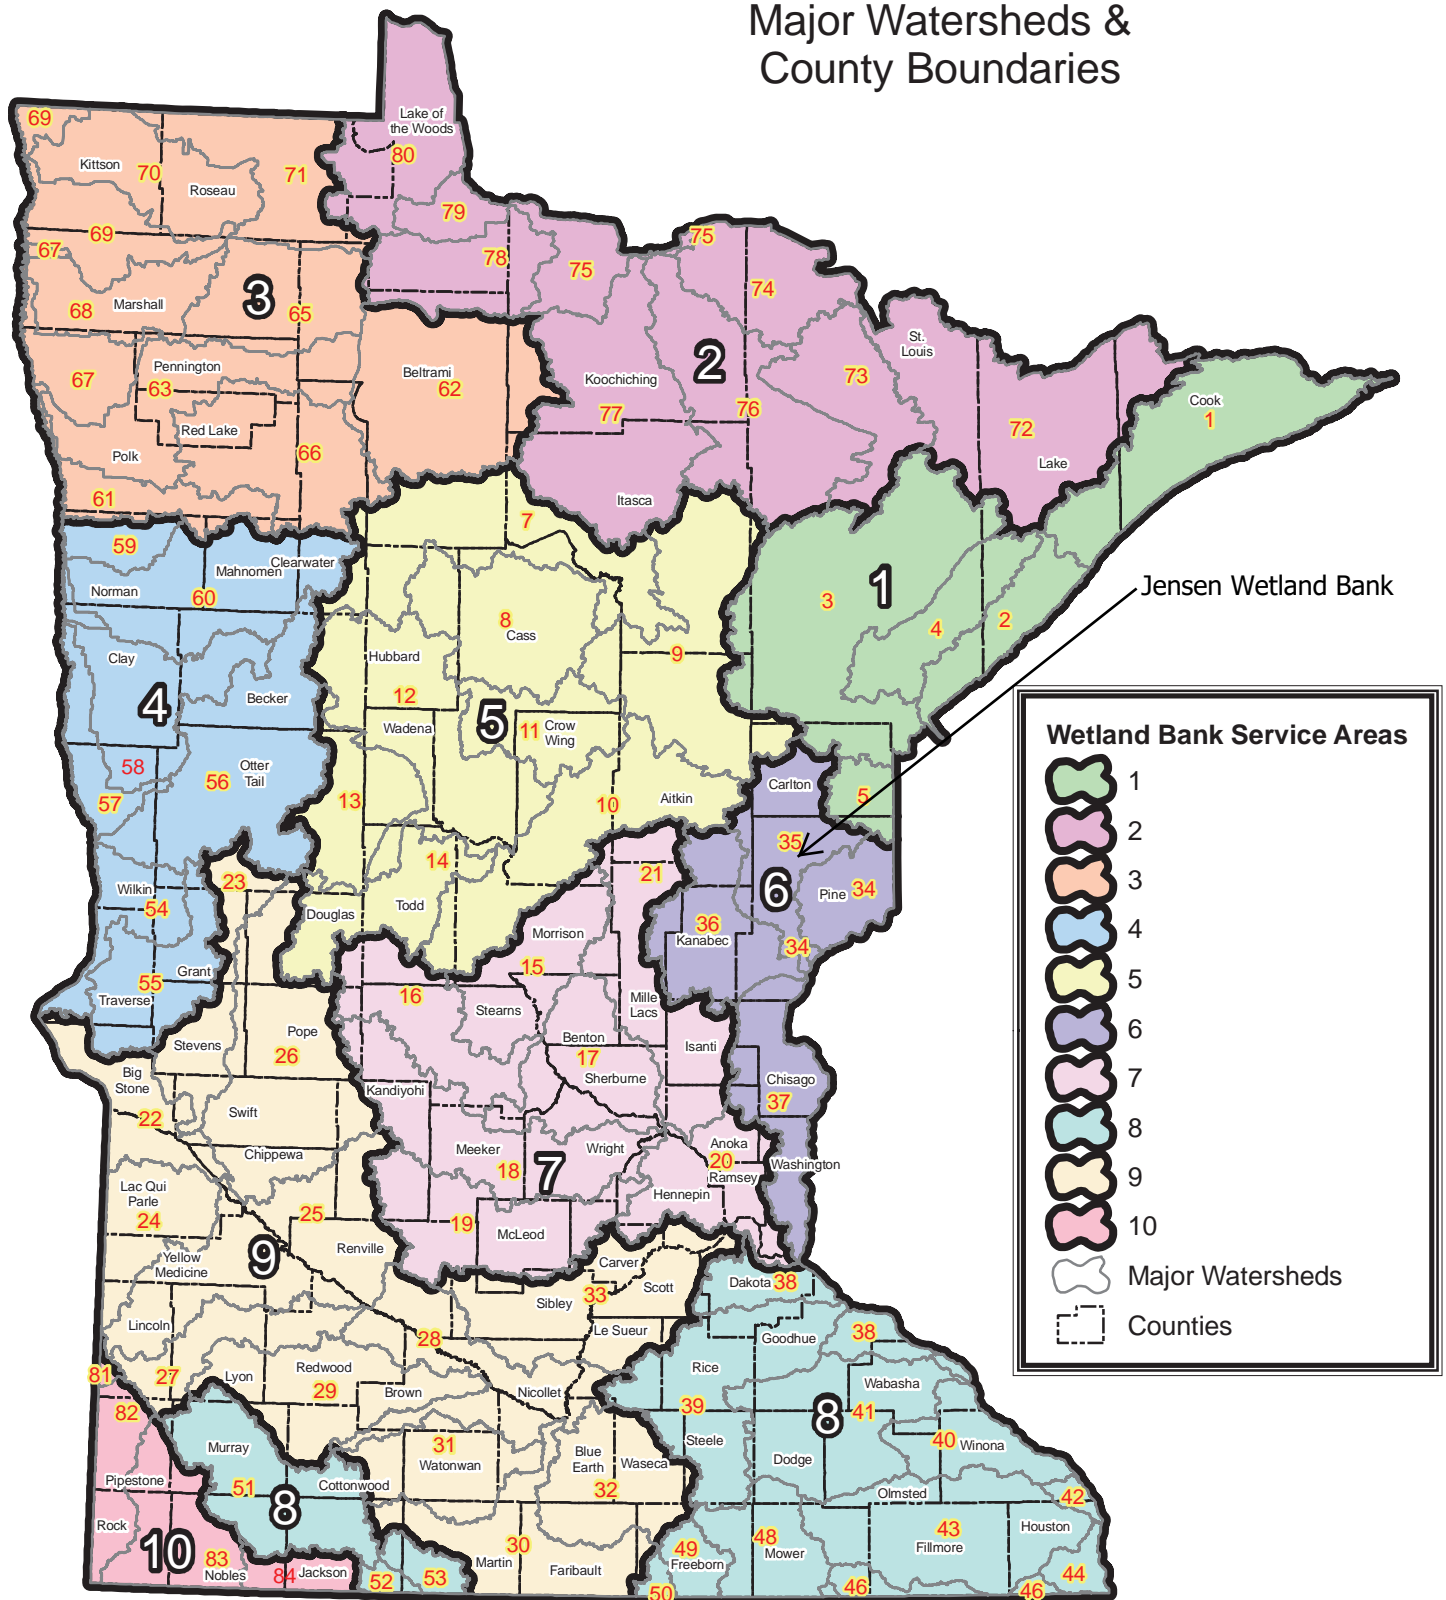 Major Watersheds &
County Boundaries
Lake of
the Woods
69
Kittson
70
Roseau
71
80
79
69
67
78
75
75
74
68
Marshall
3
65
St.
Louis
2
Pennington
67
63
Beltrami
62
Koochiching
73
77
76
Cook
1
Red Lake
72
Polk
66
Lake
61
Itasca
7
59
Clearwater
Mahnomen
Norman
60
1
Jensen Wetland Bank
3
8
Cass
4
2
Clay
Hubbard
9
Becker
12
4
5
Wadena
11
Crow
Wing
58
56
Otter
Tail
57
13
10
Aitkin
Carlton
5
35
14
21
23
6
Wilkin
Pine
34
54
Douglas
Todd
36
Kanabec
Morrison
34
15
Grant
55
16
Traverse
Stearns
Mille
Lacs
Stevens
Pope
26
Benton
17
Isanti
Big
Stone
Sherburne
Chisago
Kandiyohi
37
22
Swift
Chippewa
Meeker
18
7
Wright
Anoka
20
Ramsey
Washington
Lac Qui
Parle
24
Hennepin
25
19
McLeod
9
Renville
Yellow
Medicine
Carver
33
Scott
Dakota
38
Sibley
Lincoln
28
Le Sueur
Goodhue
38
81
27
Lyon
Redwood
29
Brown
Nicollet
Rice
Wabasha
82
39
8
41
Murray
31
Watonwan
Blue
Earth
Waseca
Steele
40
Winona
Dodge
Pipestone
51
Cottonwood
32
Olmsted
42
8
Rock
10
83
Nobles
84
Jackson
52
53
Martin
30
Faribault
49
Freeborn
50
48
Mower
43
Fillmore
Houston
44
46
46
Wetland Bank Service Areas
1
2
3
4
5
6
7
8
9
10
Major Watersheds
Counties